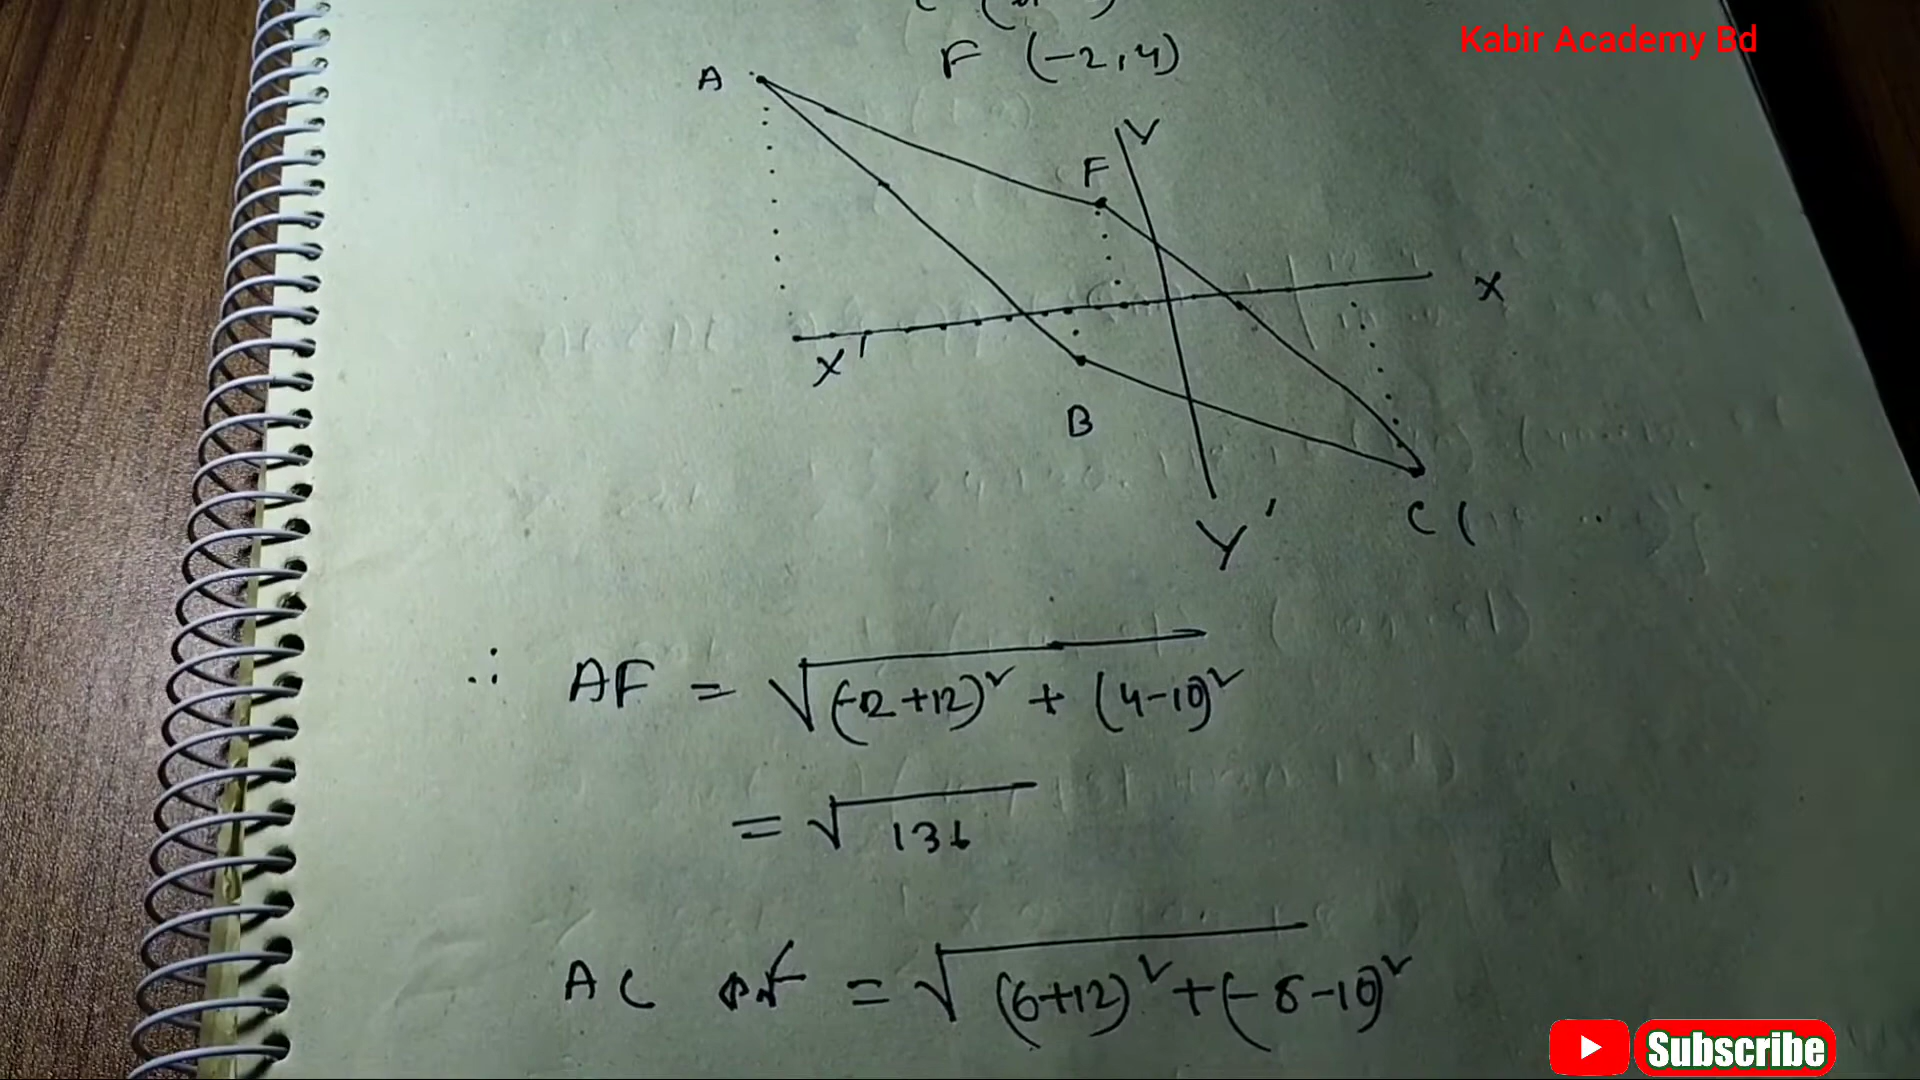 Kabir Academy Bd
F (-2,4)
A
Y
F
X
X'
B
Y'
C (
∴ AF = √(-2+12)² + (4-10)²
= √136
AC = √(6+12)² + (-8-10)²
Subscribe